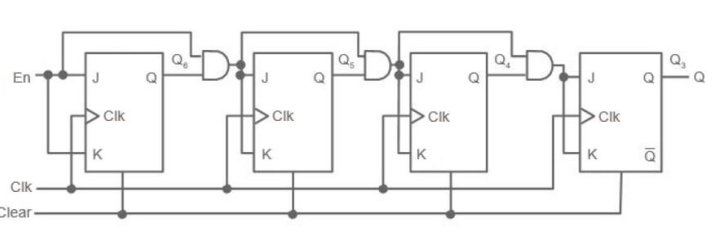 Q₆ Q₅ Q₄ Q₃
En J Q J Q J Q J Q Q
Clk Clk Clk Clk
K K K K Q̅
Clk
Clear